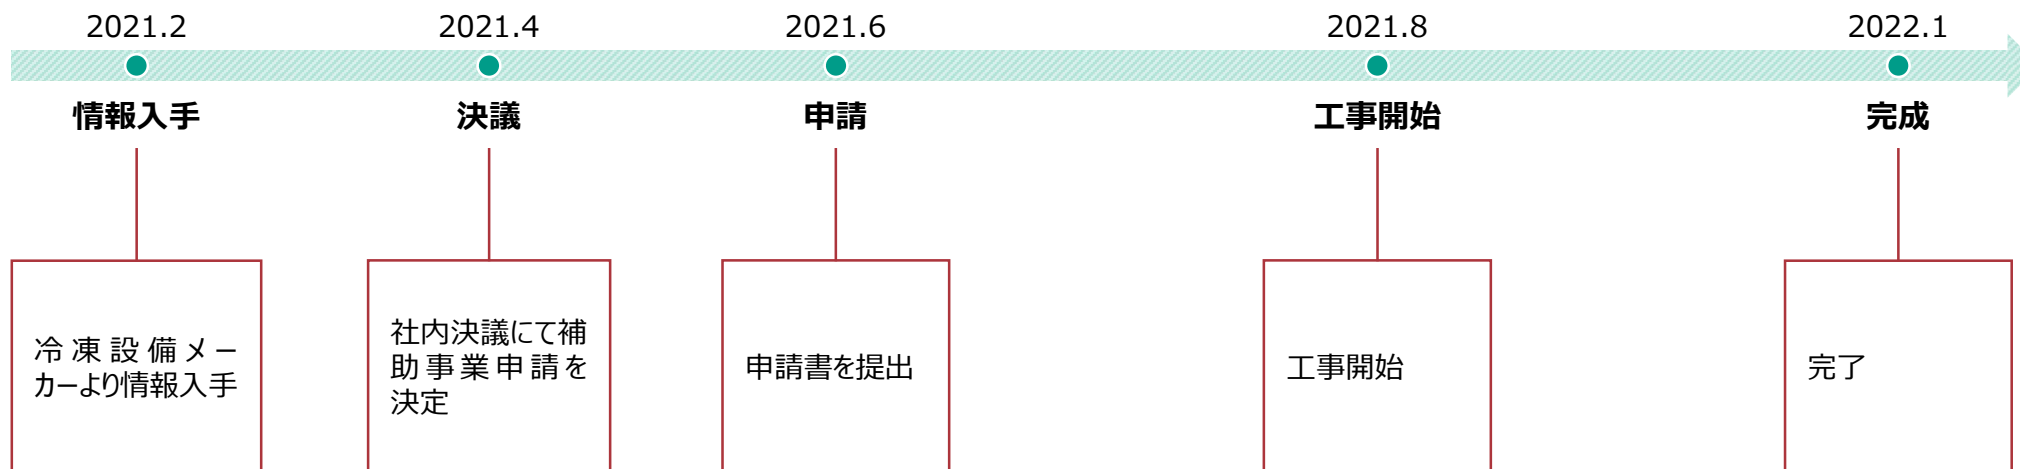 2021.2
2021.4
2021.6
2021.8
2022.1
情報入手
決議
申請
工事開始
完成
冷凍設備メー
カーより情報入手
社内決議にて補
助事業申請を
決定
申請書を提出
工事開始
完了